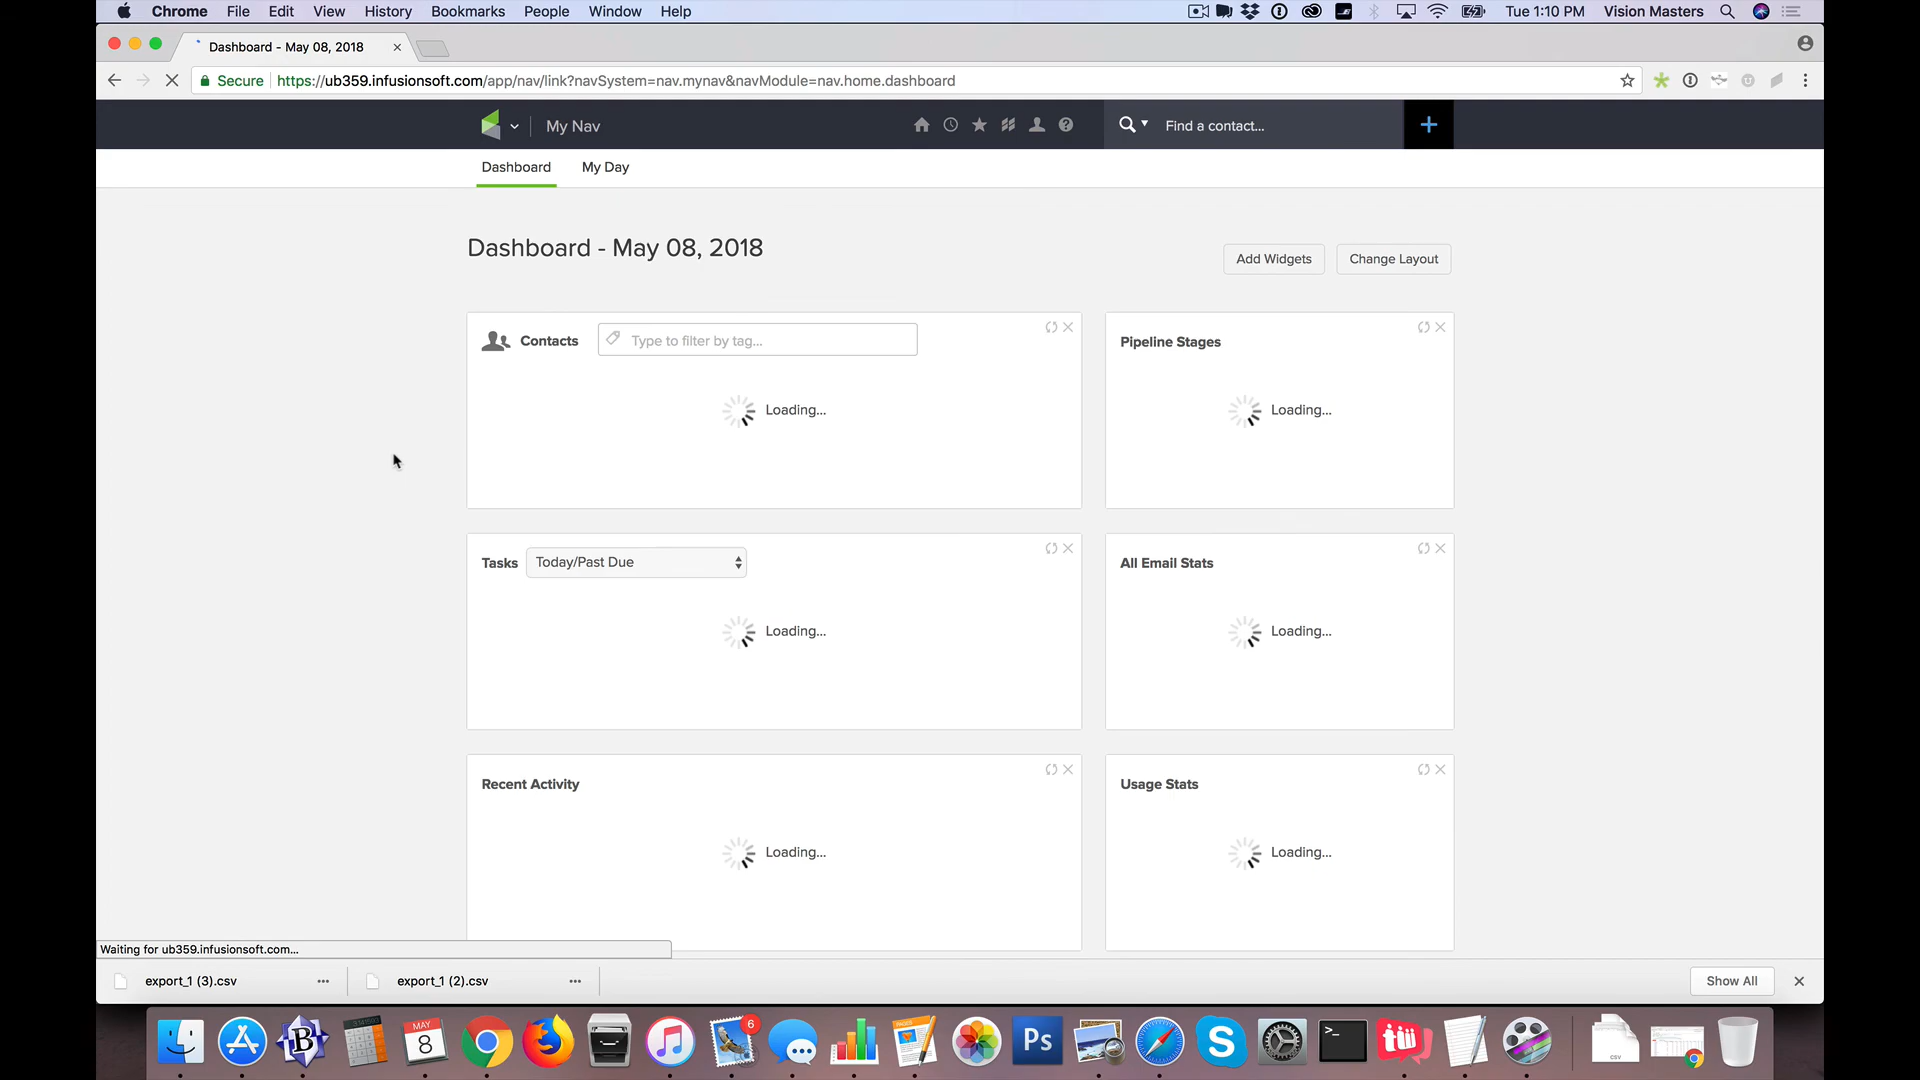 Chrome File Edit View History Bookmarks People Window Help Tue 1:10 PM Vision Masters
Dashboard - May 08, 2018
Secure https://ub359.infusionsoft.com/app/nav/link?navSystem=nav.mynav&navModule=nav.home.dashboard
My Nav Find a contact...
Dashboard My Day
Dashboard - May 08, 2018
Add Widgets Change Layout
Contacts Type to filter by tag...
Pipeline Stages
Loading...
Loading...
Tasks Today/Past Due
All Email Stats
Loading...
Loading...
Recent Activity
Usage Stats
Loading...
Loading...
Waiting for ub359.infusionsoft.com...
export_1 (3).csv export_1 (2).csv Show All
MAY
8
6
Ps